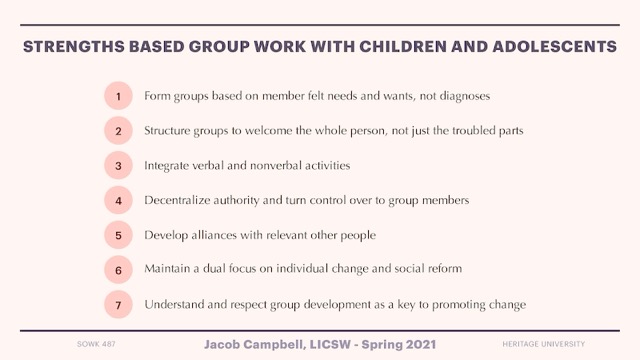 STRENGTHS BASED GROUP WORK WITH CHILDREN AND ADOLESCENTS
1 Form groups based on member felt needs and wants, not diagnoses
2 Structure groups to welcome the whole person, not just the troubled parts
3 Integrate verbal and nonverbal activities
4 Decentralize authority and turn control over to group members
5 Develop alliances with relevant other people
6 Maintain a dual focus on individual change and social reform
7 Understand and respect group development as a key to promoting change
SOWK 487 Jacob Campbell, LICSW - Spring 2021 HERITAGE UNIVERSITY